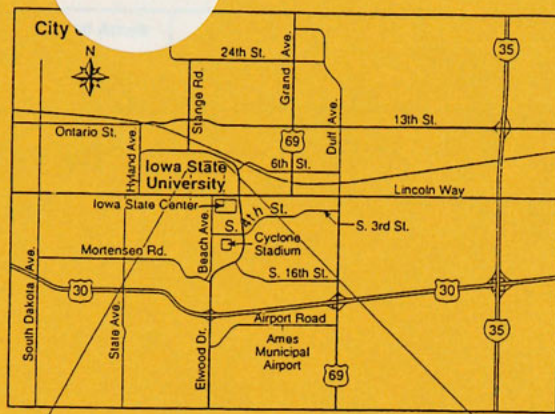 City of
N
24th St.
Grand Ave.
35
Stange Rd.
Duff Ave.
Ontario St.
13th St.
Hyland Ave.
69
6th St.
Iowa State
University
Lincoln Way
Iowa State Center
S. 4th St.
S. 3rd St.
Beach Ave.
Cyclone
Stadium
Mortensen Rd.
S. 16th St.
South Dakota Ave.
30
30
State Ave.
Elwood Dr.
Airport Road
Ames
Municipal
Airport
35
69